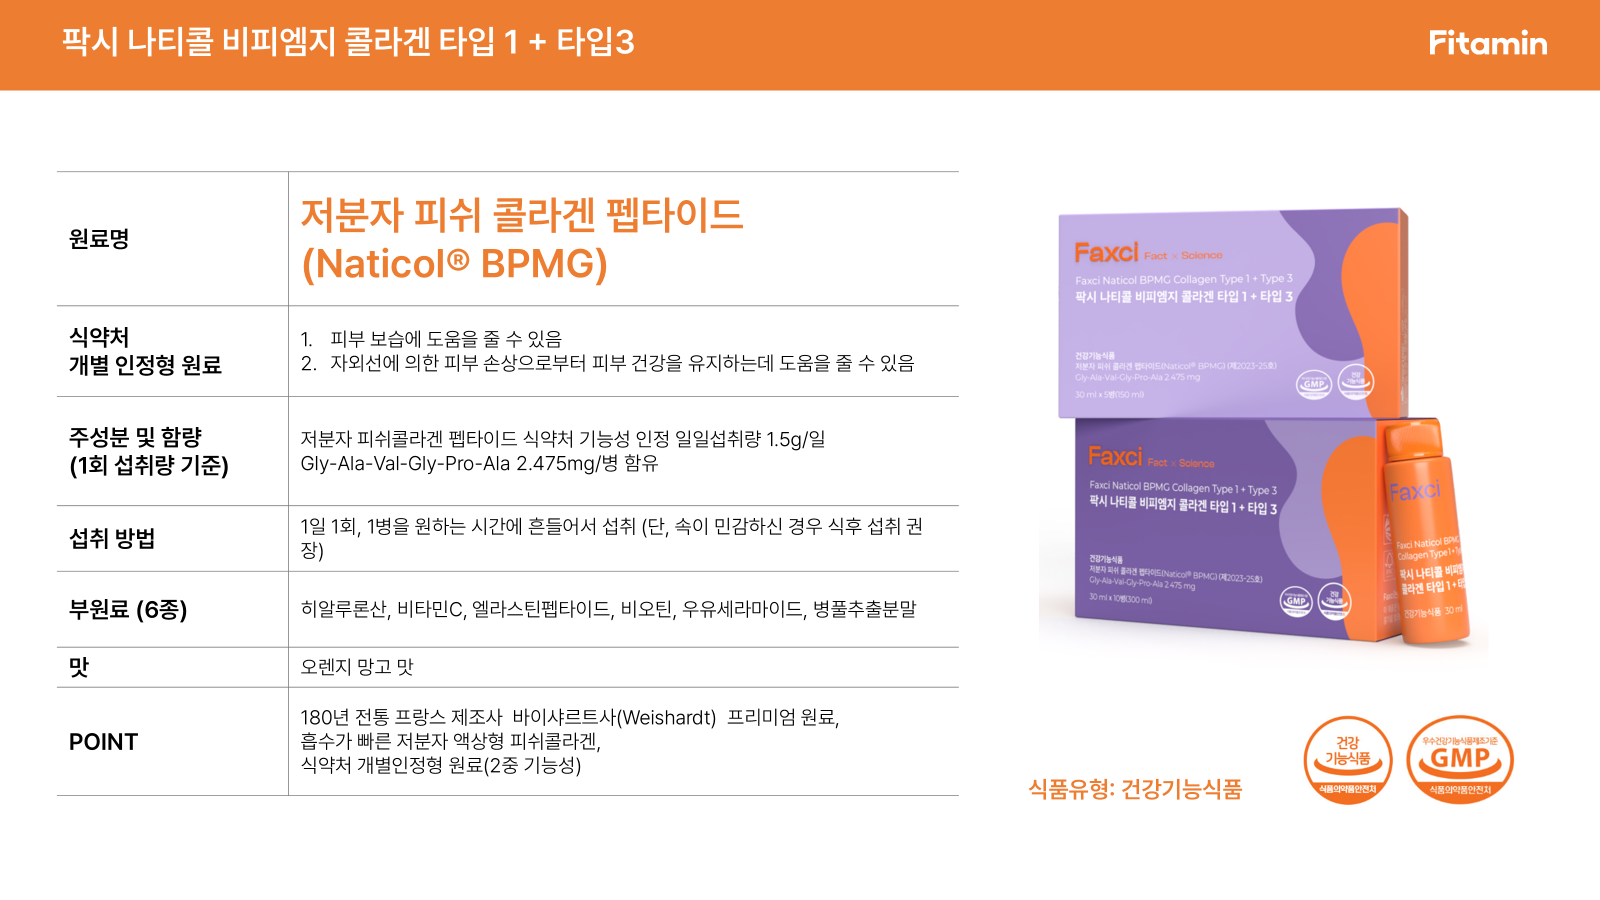 팍시 나티콜 비피엠지 콜라겐 타입 1 + 타입3
Fitamin
원료명
저분자 피쉬 콜라겐 펩타이드
(Naticol® BPMG)
식약처
개별 인정형 원료
1. 피부 보습에 도움을 줄 수 있음
2. 자외선에 의한 피부 손상으로부터 피부 건강을 유지하는데 도움을 줄 수 있음
주성분 및 함량
(1회 섭취량 기준)
저분자 피쉬콜라겐 펩타이드 식약처 기능성 인정 일일섭취량 1.5g/일
Gly-Ala-Val-Gly-Pro-Ala 2.475mg/병 함유
섭취 방법
1일 1회, 1병을 원하는 시간에 흔들어서 섭취 (단, 속이 민감하신 경우 식후 섭취 권
장)
부원료 (6종)
히알루론산, 비타민C, 엘라스틴펩타이드, 비오틴, 우유세라마이드, 병풀추출분말
맛
오렌지 망고 맛
POINT
180년 전통 프랑스 제조사 바이샤르트사(Weishardt) 프리미엄 원료,
흡수가 빠른 저분자 액상형 피쉬콜라겐,
식약처 개별인정형 원료(2중 기능성)
Faxci Fact × Science
Faxci Naticol BPMG Collagen Type 1 + Type 3
팍시 나티콜 비피엠지 콜라겐 타입 1 + 타입 3
건강기능식품
저분자 피쉬 콜라겐 펩타이드(Naticol® BPMG) (제2023-25호)
Gly-Ala-Val-Gly-Pro-Ala 2.475 mg
30 ml x 5병(150 ml)
GMP
건강
기능식품
Faxci Fact × Science
Faxci Naticol BPMG Collagen Type 1 + Type 3
팍시 나티콜 비피엠지 콜라겐 타입 1 + 타입 3
건강기능식품
저분자 피쉬 콜라겐 펩타이드(Naticol® BPMG) (제2023-25호)
Gly-Ala-Val-Gly-Pro-Ala 2.475 mg
30 ml x 10병(300 ml)
GMP
건강
기능식품
Faxci
Faxci Naticol BPMG
Collagen Type 1 + Ty
팍시 나티콜 비피엠
콜라겐 타입 1 + 타입
건강기능식품 30 ml
식품유형: 건강기능식품
건강
기능식품
식품의약품안전처
우수건강기능식품제조기준
GMP
식품의약품안전처